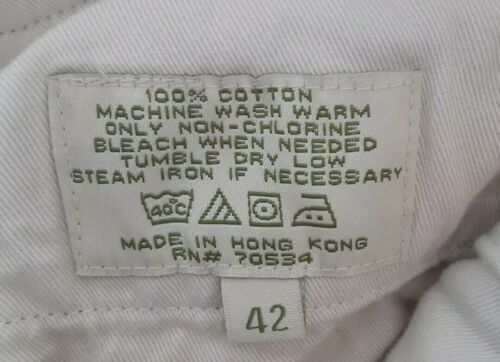 100% COTTON
MACHINE WASH WARM
ONLY NON-CHLORINE
BLEACH WHEN NEEDED
TUMBLE DRY LOW
STEAM IRON IF NECESSARY
40°C
MADE IN HONG KONG
RN# 70534
42